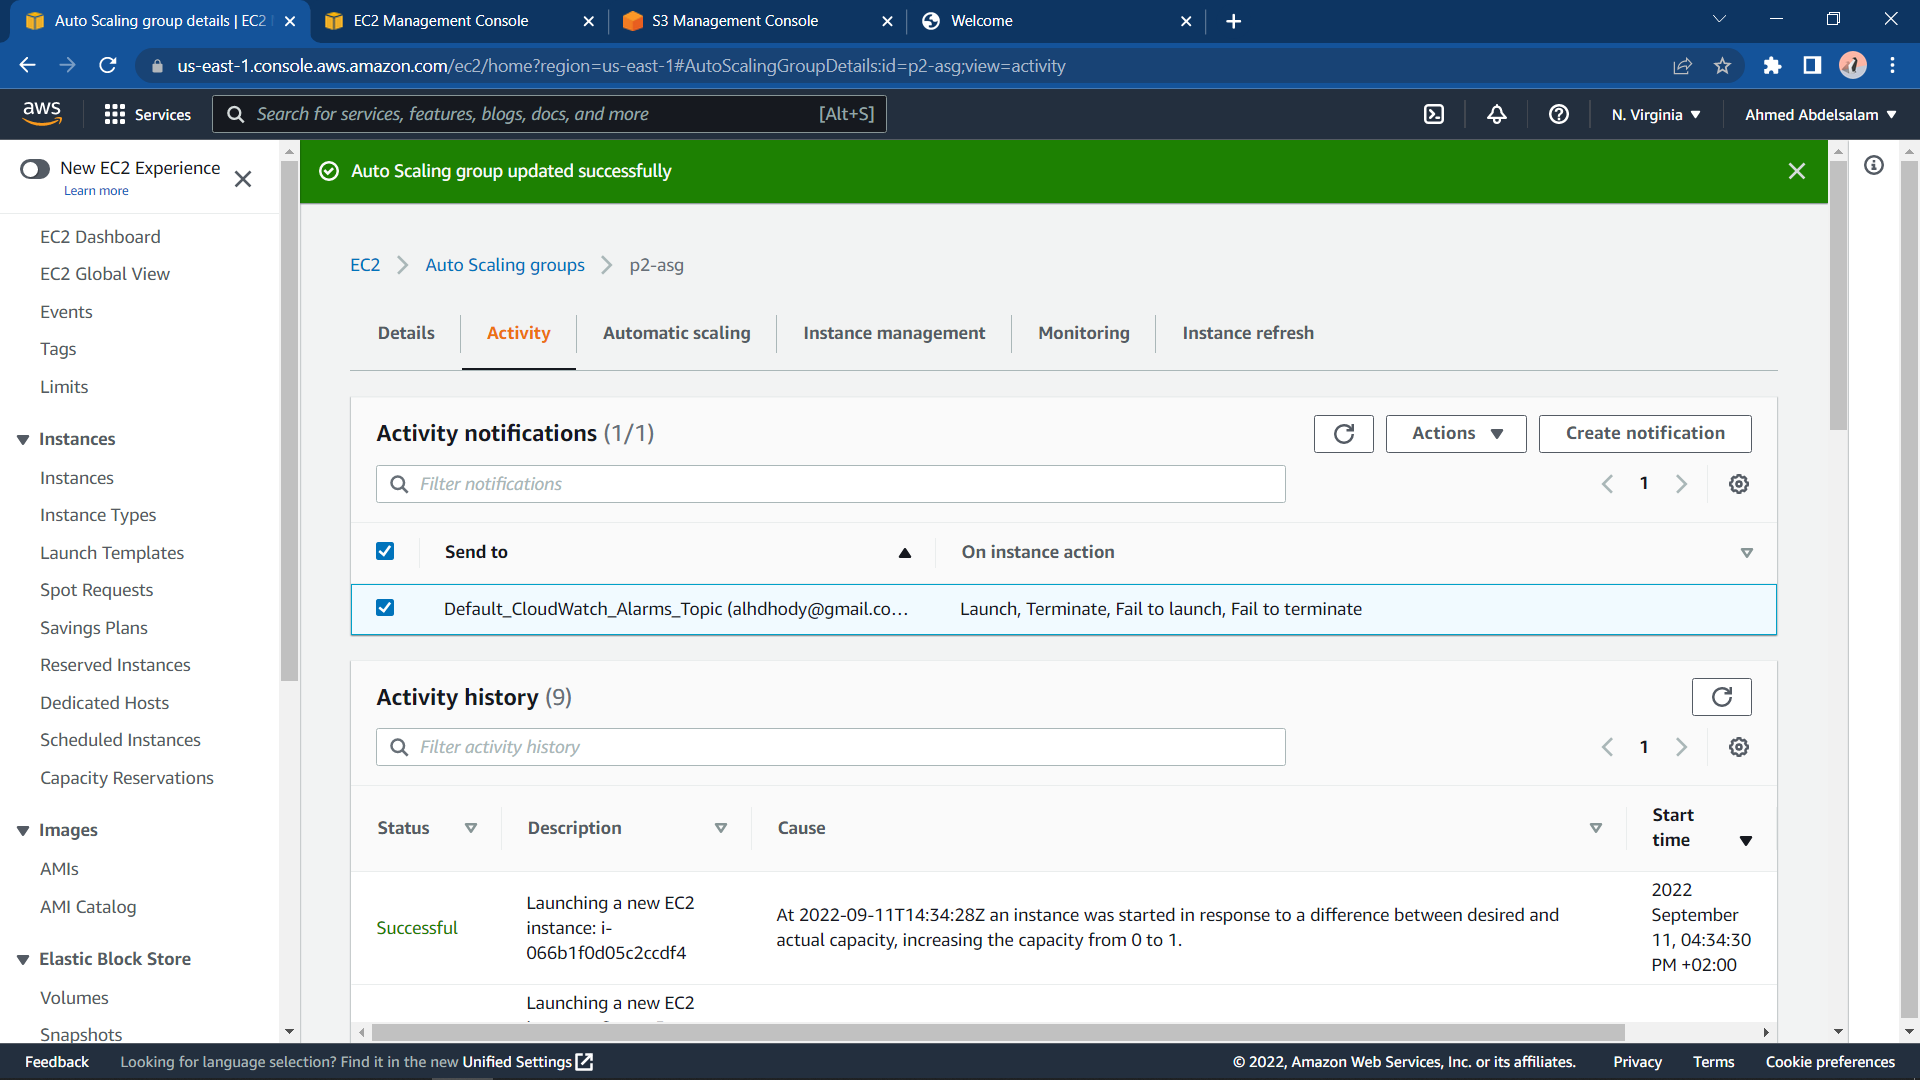 Auto Scaling group details | EC2
EC2 Management Console
S3 Management Console
Welcome
us-east-1.console.aws.amazon.com/ec2/home?region=us-east-1#AutoScalingGroupDetails:id=p2-asg;view=activity
aws
Services
Search for services, features, blogs, docs, and more
[Alt+S]
N. Virginia
Ahmed Abdelsalam
New EC2 Experience
Learn more
EC2 Dashboard
EC2 Global View
Events
Tags
Limits
Instances
Instances
Instance Types
Launch Templates
Spot Requests
Savings Plans
Reserved Instances
Dedicated Hosts
Scheduled Instances
Capacity Reservations
Images
AMIs
AMI Catalog
Elastic Block Store
Volumes
Snapshots
Auto Scaling group updated successfully
EC2
Auto Scaling groups
p2-asg
Details
Activity
Automatic scaling
Instance management
Monitoring
Instance refresh
Activity notifications (1/1)
Actions
Create notification
Filter notifications
1
Send to
On instance action
Default_CloudWatch_Alarms_Topic (alhdhody@gmail.co...
Launch, Terminate, Fail to launch, Fail to terminate
Activity history (9)
Filter activity history
1
Status
Description
Cause
Start
time
Successful
Launching a new EC2
instance: i-
066b1f0d05c2ccdf4
At 2022-09-11T14:34:28Z an instance was started in response to a difference between desired and
actual capacity, increasing the capacity from 0 to 1.
2022
September
11, 04:34:30
PM +02:00
Launching a new EC2
Feedback
Looking for language selection? Find it in the new Unified Settings
© 2022, Amazon Web Services, Inc. or its affiliates.
Privacy
Terms
Cookie preferences